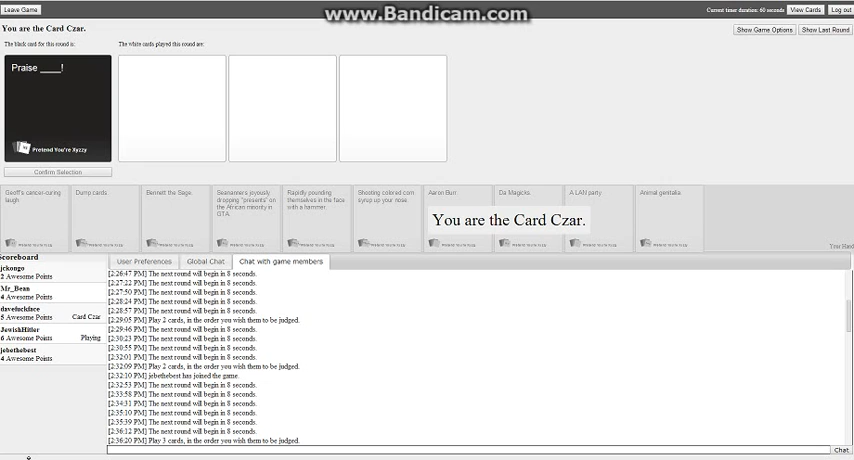 www.Bandicam.com
Leave Game
Current timer duration: 60 seconds
View Cards
Log out
You are the Card Czar.
Show Game Options
Show Last Round
The black card for this round is:
The white cards played this round are:
Praise ____!
Pretend You're Xyzzy
Confirm Selection
Geoff's cancer-curing laugh
Dump cards.
Bennett the Sage.
Seananners joyously dropping "presents" on the African minority in GTA.
Rapidly pounding themselves in the face with a hammer.
Shooting colored corn syrup up your nose.
Aaron Burr.
Da Magicks.
A LAN party.
Animal genitalia.
You are the Card Czar.
Your Hand
Scoreboard
jckongo
2 Awesome Points
Mr_Bean
4 Awesome Points
davefuckface
5 Awesome Points Card Czar
JewishHitler
6 Awesome Points Playing
jebethebest
4 Awesome Points
User Preferences
Global Chat
Chat with game members
[2:26:47 PM] The next round will begin in 8 seconds.
[2:27:22 PM] The next round will begin in 8 seconds.
[2:27:50 PM] The next round will begin in 8 seconds.
[2:28:24 PM] The next round will begin in 8 seconds.
[2:28:57 PM] The next round will begin in 8 seconds.
[2:29:05 PM] Play 2 cards, in the order you wish them to be judged.
[2:29:46 PM] The next round will begin in 8 seconds.
[2:30:23 PM] The next round will begin in 8 seconds.
[2:30:55 PM] The next round will begin in 8 seconds.
[2:32:01 PM] The next round will begin in 8 seconds.
[2:32:09 PM] Play 2 cards, in the order you wish them to be judged.
[2:32:10 PM] jebethebest has joined the game.
[2:32:53 PM] The next round will begin in 8 seconds.
[2:33:58 PM] The next round will begin in 8 seconds.
[2:34:31 PM] The next round will begin in 8 seconds.
[2:35:10 PM] The next round will begin in 8 seconds.
[2:35:39 PM] The next round will begin in 8 seconds.
[2:36:12 PM] The next round will begin in 8 seconds.
[2:36:20 PM] Play 3 cards, in the order you wish them to be judged.
Chat